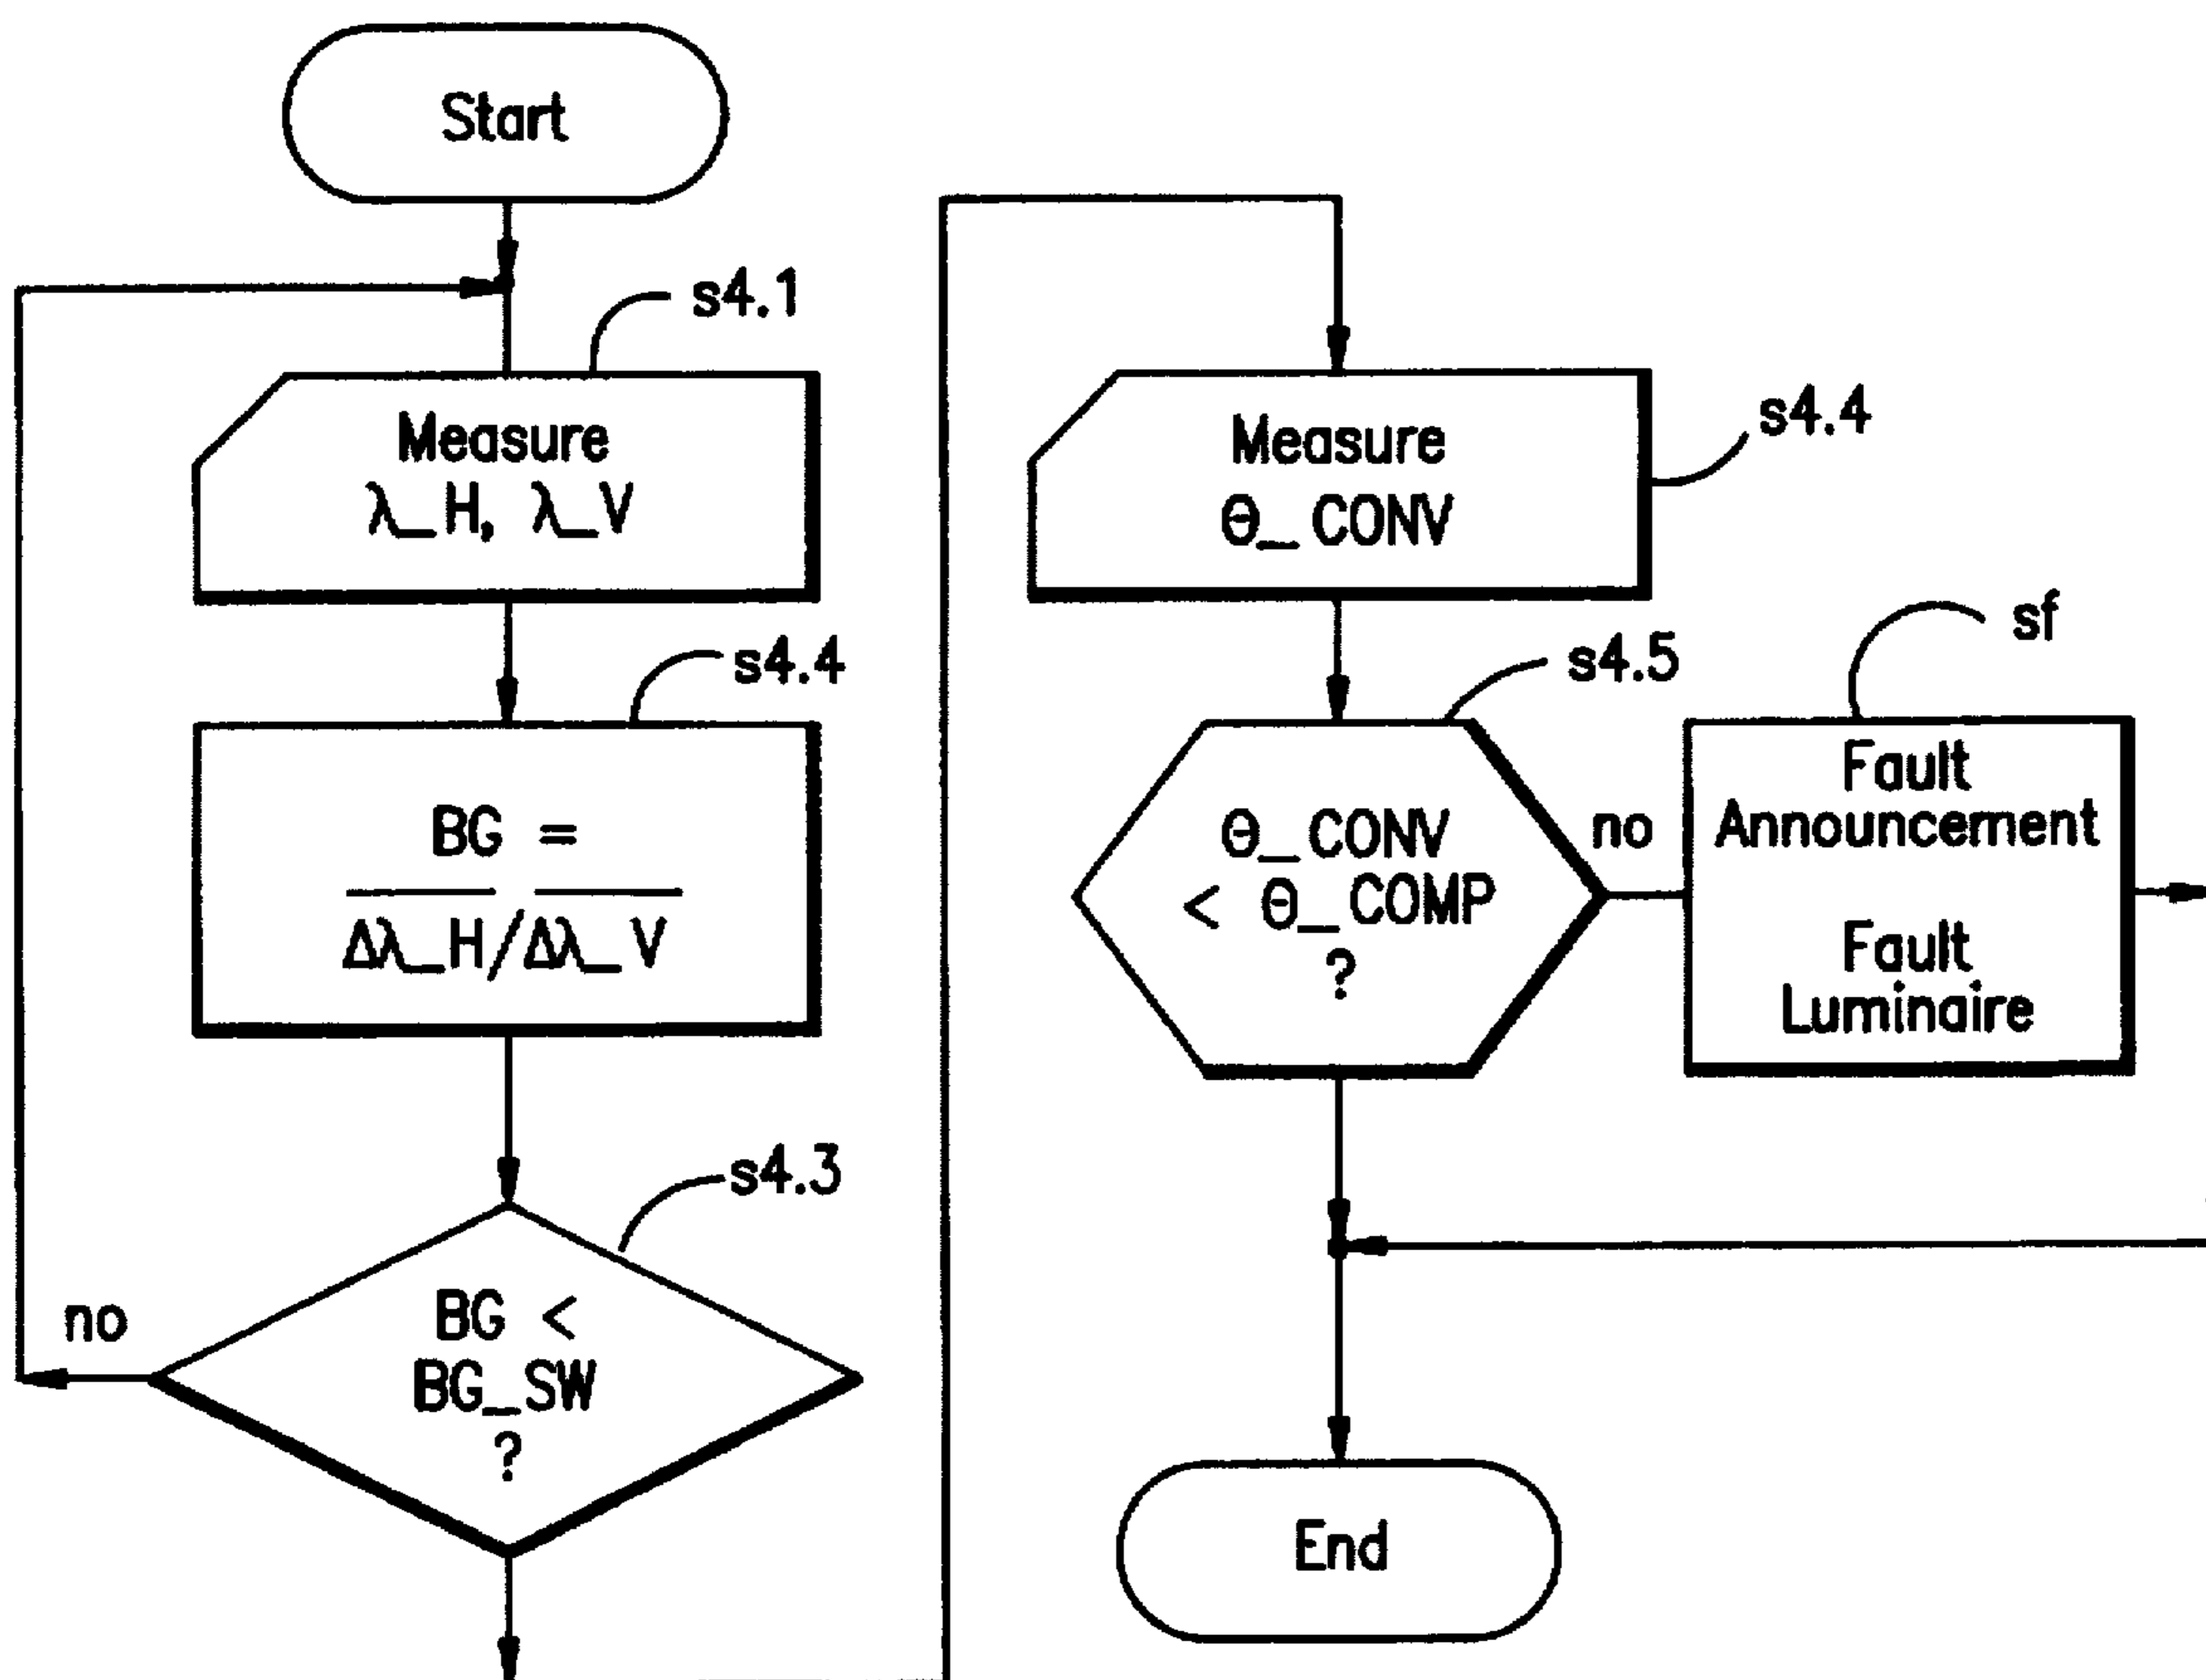 Start
s4.1
Measure
λ_H, λ_V
s4.4
BG =
Δλ_H/Δλ_V
s4.3
BG <
BG_SW
?
no
Measure
Θ_CONV
s4.4
s4.5
Θ_CONV
< Θ_COMP
?
no
sf
Fault
Announcement
Fault
Luminaire
End